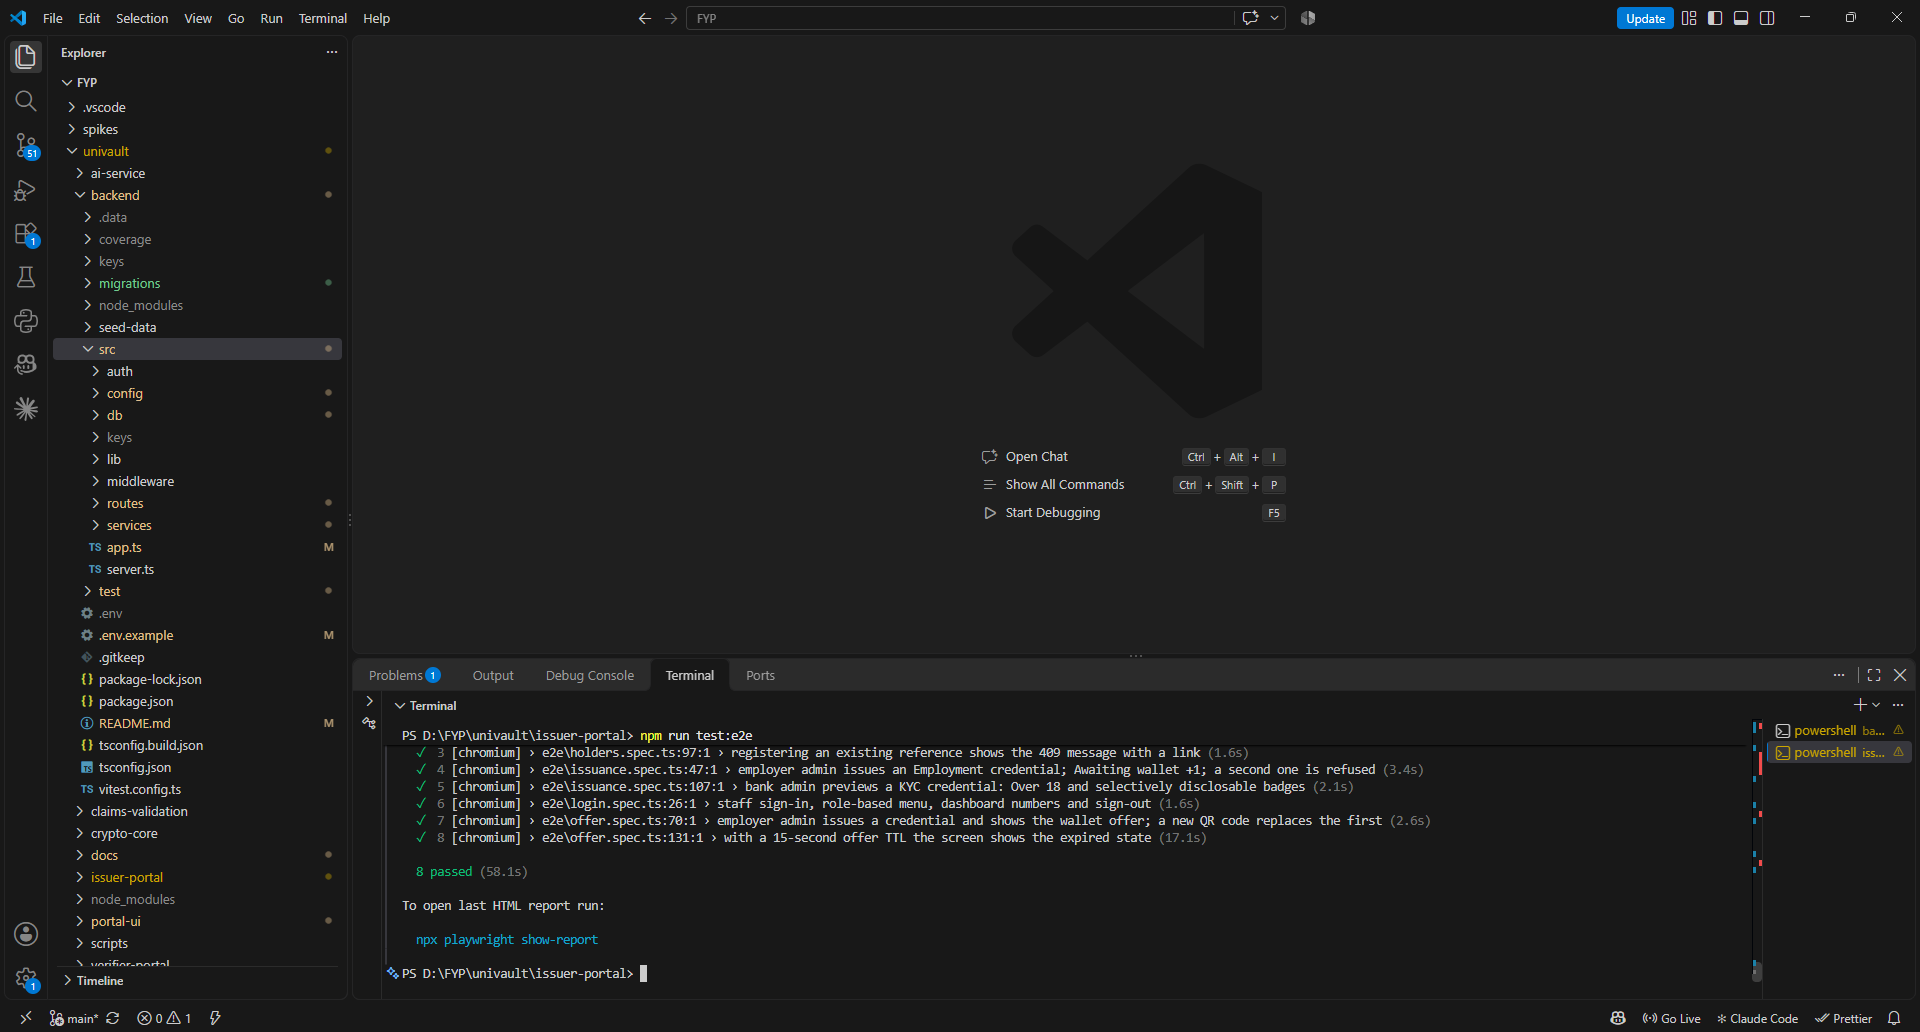 File Edit Selection View Go Run Terminal Help
FYP
Update
Explorer
FYP
.vscode
spikes
51
univault
ai-service
backend
.data
1
coverage
keys
migrations
node_modules
seed-data
src
auth
config
db
keys
lib
middleware
routes
services
TS app.ts M
TS server.ts
test
.env
.env.example M
.gitkeep
{} package-lock.json
{} package.json
README.md M
tsconfig.build.json
TS tsconfig.json
TS vitest.config.ts
claims-validation
crypto-core
docs
issuer-portal
node_modules
portal-ui
scripts
verifier-portal
1
Timeline
Open Chat Ctrl + Alt + I
Show All Commands Ctrl + Shift + P
Start Debugging F5
Problems 1 Output Debug Console Terminal Ports
Terminal
PS D:\FYP\univault\issuer-portal> npm run test:e2e
✓ 3 [chromium] › e2e\holders.spec.ts:97:1 › registering an existing reference shows the 409 message with a link (1.6s)
✓ 4 [chromium] › e2e\issuance.spec.ts:47:1 › employer admin issues an Employment credential; Awaiting wallet +1; a second one is refused (3.4s)
✓ 5 [chromium] › e2e\issuance.spec.ts:107:1 › bank admin previews a KYC credential: Over 18 and selectively disclosable badges (2.1s)
✓ 6 [chromium] › e2e\login.spec.ts:26:1 › staff sign-in, role-based menu, dashboard numbers and sign-out (1.6s)
✓ 7 [chromium] › e2e\offer.spec.ts:70:1 › employer admin issues a credential and shows the wallet offer; a new QR code replaces the first (2.6s)
✓ 8 [chromium] › e2e\offer.spec.ts:131:1 › with a 15-second offer TTL the screen shows the expired state (17.1s)
8 passed (58.1s)
To open last HTML report run:
npx playwright show-report
PS D:\FYP\univault\issuer-portal>
powershell ba...
powershell iss...
main* 0 1
Go Live Claude Code Prettier